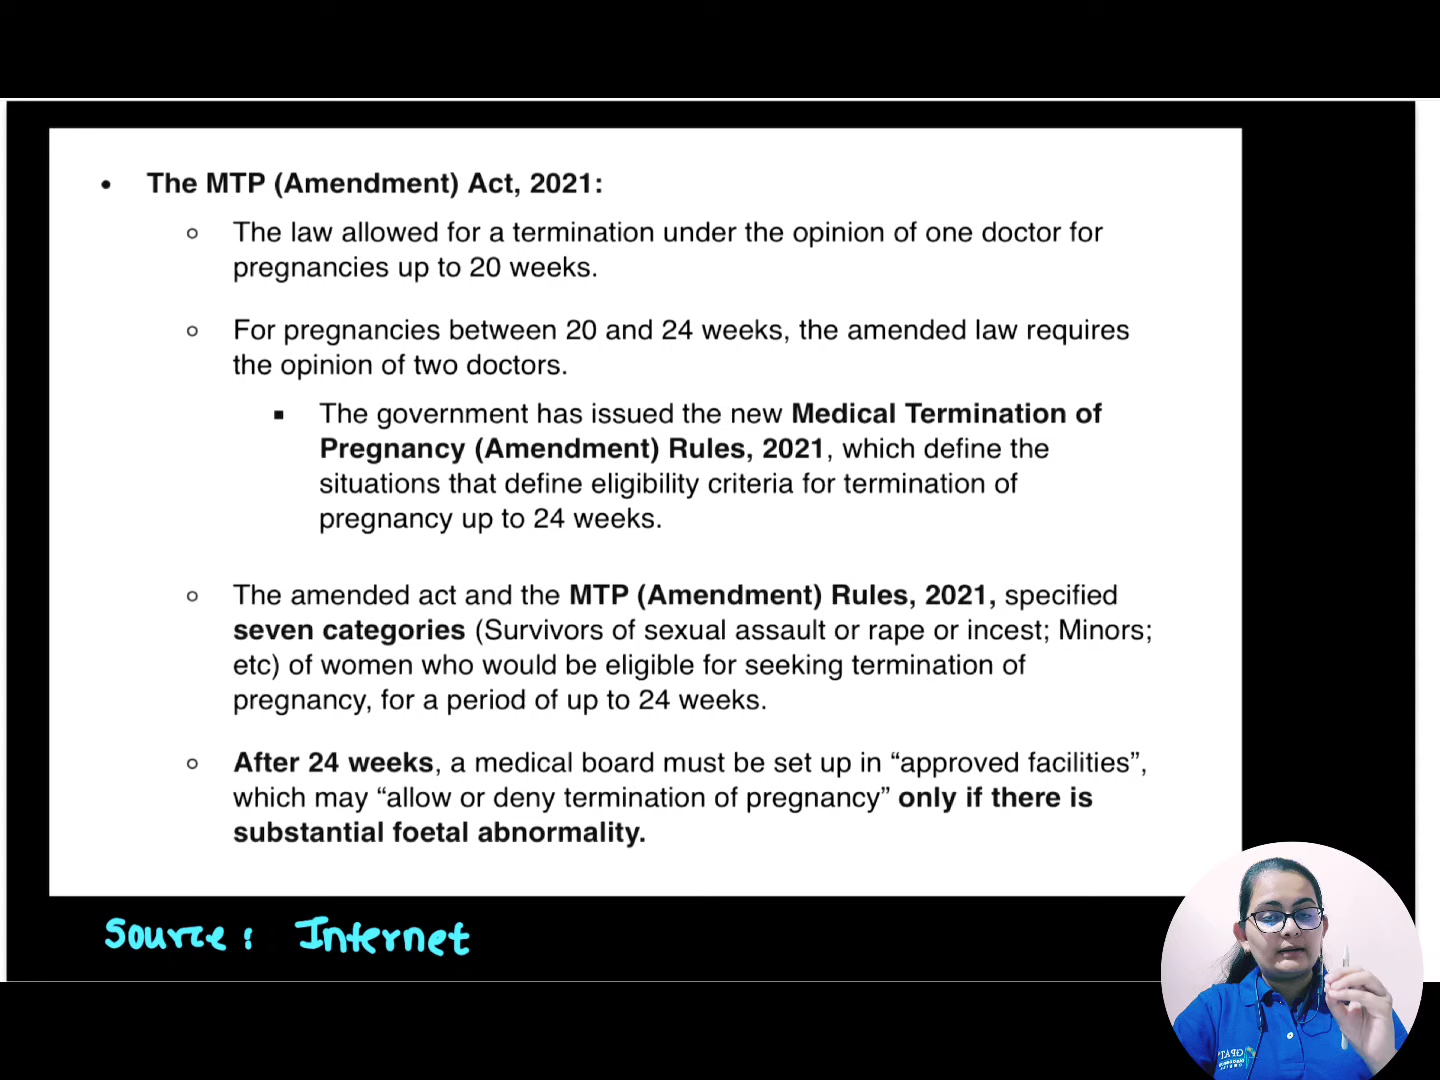 • The MTP (Amendment) Act, 2021:
○ The law allowed for a termination under the opinion of one doctor for
pregnancies up to 20 weeks.
○ For pregnancies between 20 and 24 weeks, the amended law requires
the opinion of two doctors.
▪ The government has issued the new Medical Termination of
Pregnancy (Amendment) Rules, 2021, which define the
situations that define eligibility criteria for termination of
pregnancy up to 24 weeks.
○ The amended act and the MTP (Amendment) Rules, 2021, specified
seven categories (Survivors of sexual assault or rape or incest; Minors;
etc) of women who would be eligible for seeking termination of
pregnancy, for a period of up to 24 weeks.
○ After 24 weeks, a medical board must be set up in “approved facilities”,
which may “allow or deny termination of pregnancy” only if there is
substantial foetal abnormality.
Source: Internet
GPAT